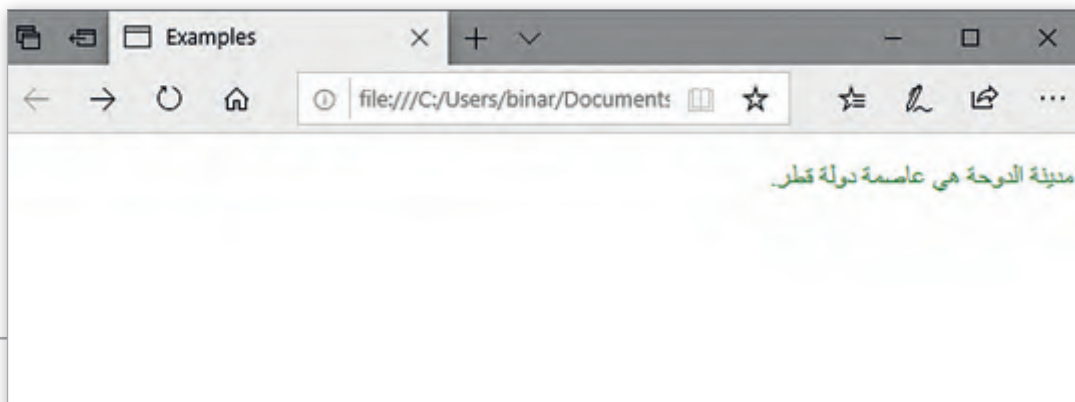 Examples
file:///C:/Users/binar/Documents
مدينة الدوحة هي عاصمة دولة قطر.